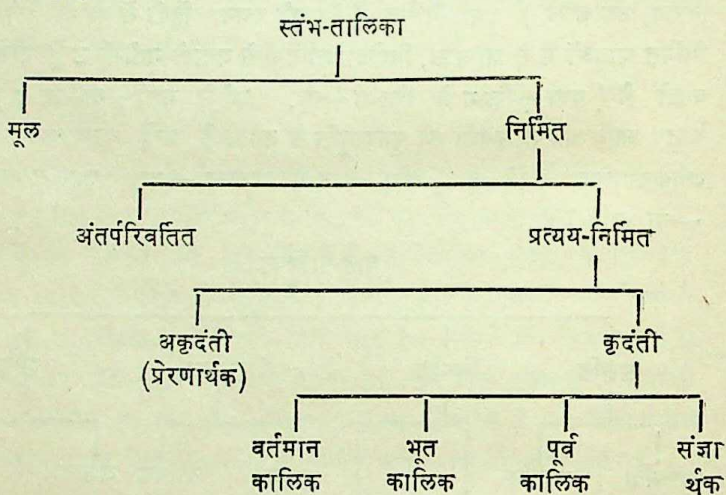 स्तंभ-तालिका
मूल निर्मित
अंतर्परिवर्तित प्रत्यय-निर्मित
अकृदंती कृदंती
(प्रेरणार्थक)
वर्तमान भूत पूर्व संज्ञा
कालिक कालिक कालिक र्थक